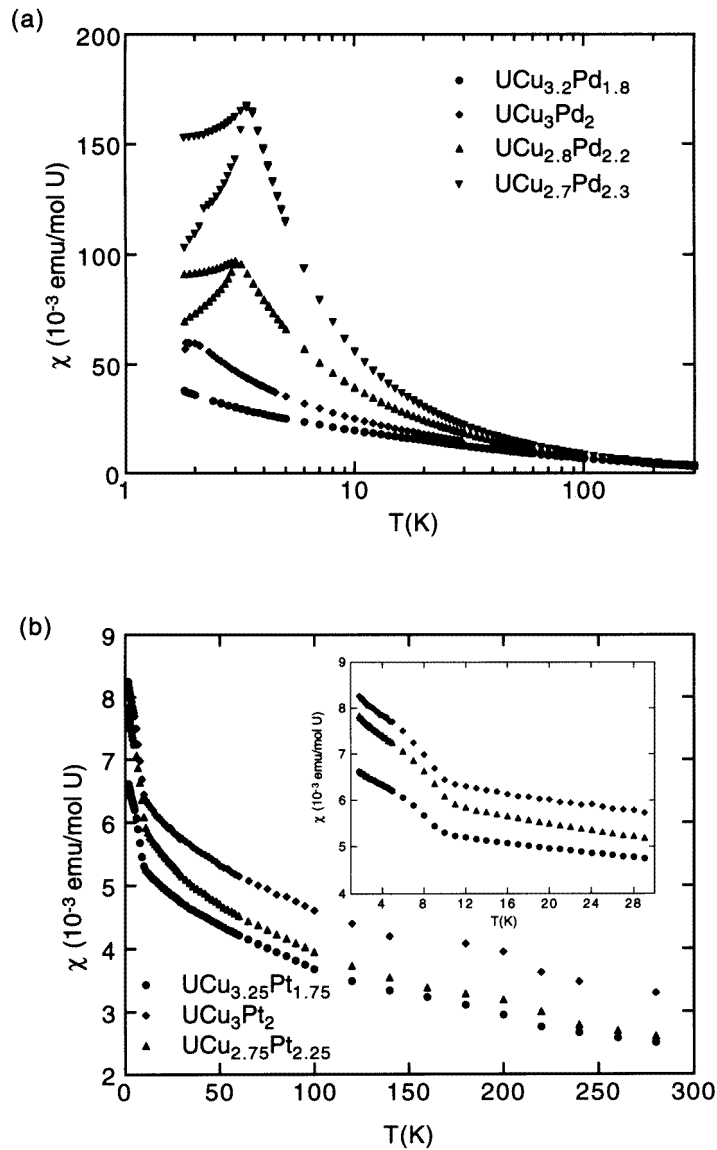 (a)
200
150
100
50
0
χ (10⁻³ emu/mol U)
UCu₃.₂Pd₁.₈
UCu₃Pd₂
UCu₂.₈Pd₂.₂
UCu₂.₇Pd₂.₃
1 10 100
T(K)
(b)
9
8
7
6
5
4
3
2
χ (10⁻³ emu/mol U)
9
8
7
6
5
4
χ (10⁻³ emu/mol U)
4 8 12 16 20 24 28
T(K)
UCu₃.₂₅Pt₁.₇₅
UCu₃Pt₂
UCu₂.₇₅Pt₂.₂₅
0 50 100 150 200 250 300
T(K)